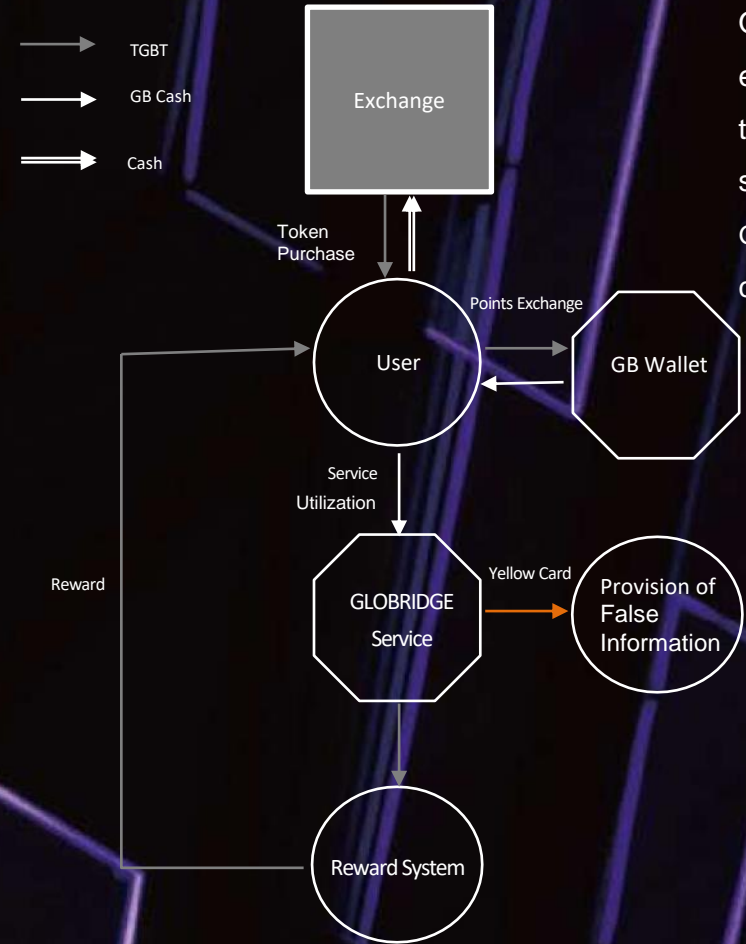 TGBT
GB Cash
Cash
Exchange
Token
Purchase
Points Exchange
User
GB Wallet
Service
Utilization
Reward
GLOBRIDGE
Service
Yellow Card
Provision of
False
Information
Reward System